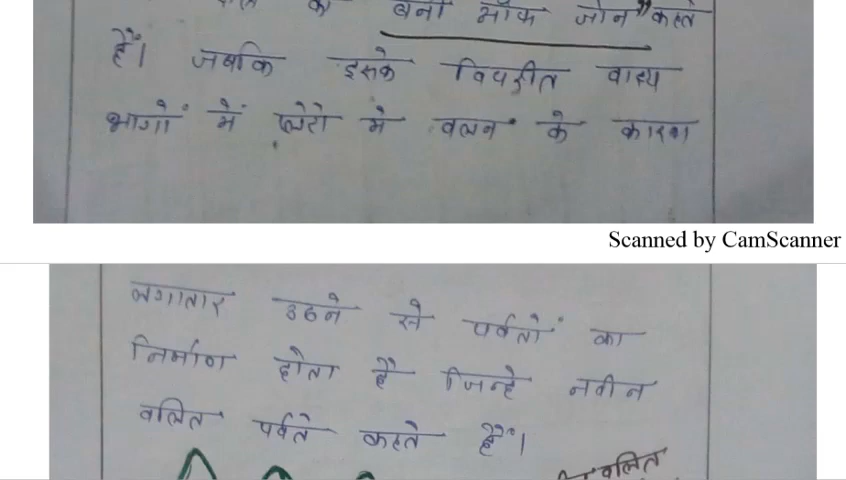 को बेनी ऑफ जोन" कहते
हैं। जबकि इसके विपरीत वाह्य
भागों में प्लेटो मे वलन के कारण
Scanned by CamScanner
लगातार उठने से पर्वतों का
निर्माण होता है जिन्हे नवीन
वलित पर्वत कहते हैं।
वलित